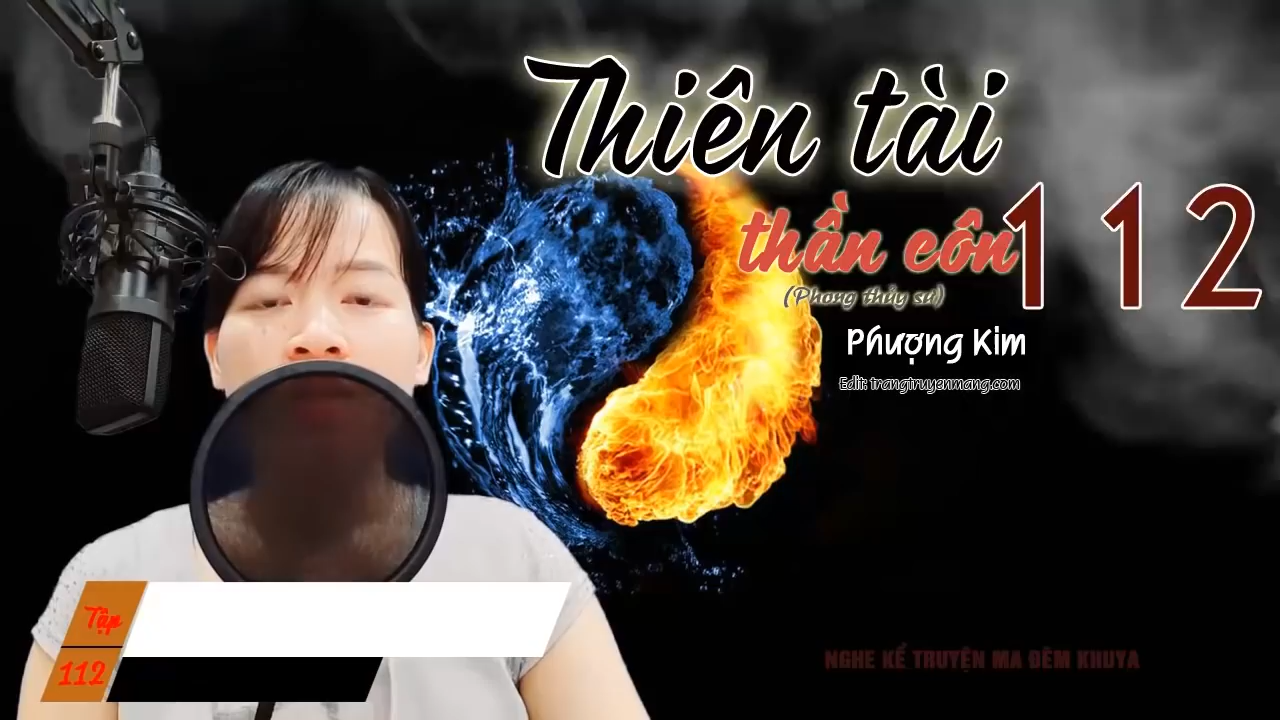 Thiên tài
thần côn
112
(Phong thủy sư)
Phượng Kim
Edit: trangtruyenmang.com
Tập
112
NGHE KỂ TRUYỆN MA ĐÊM KHUYA